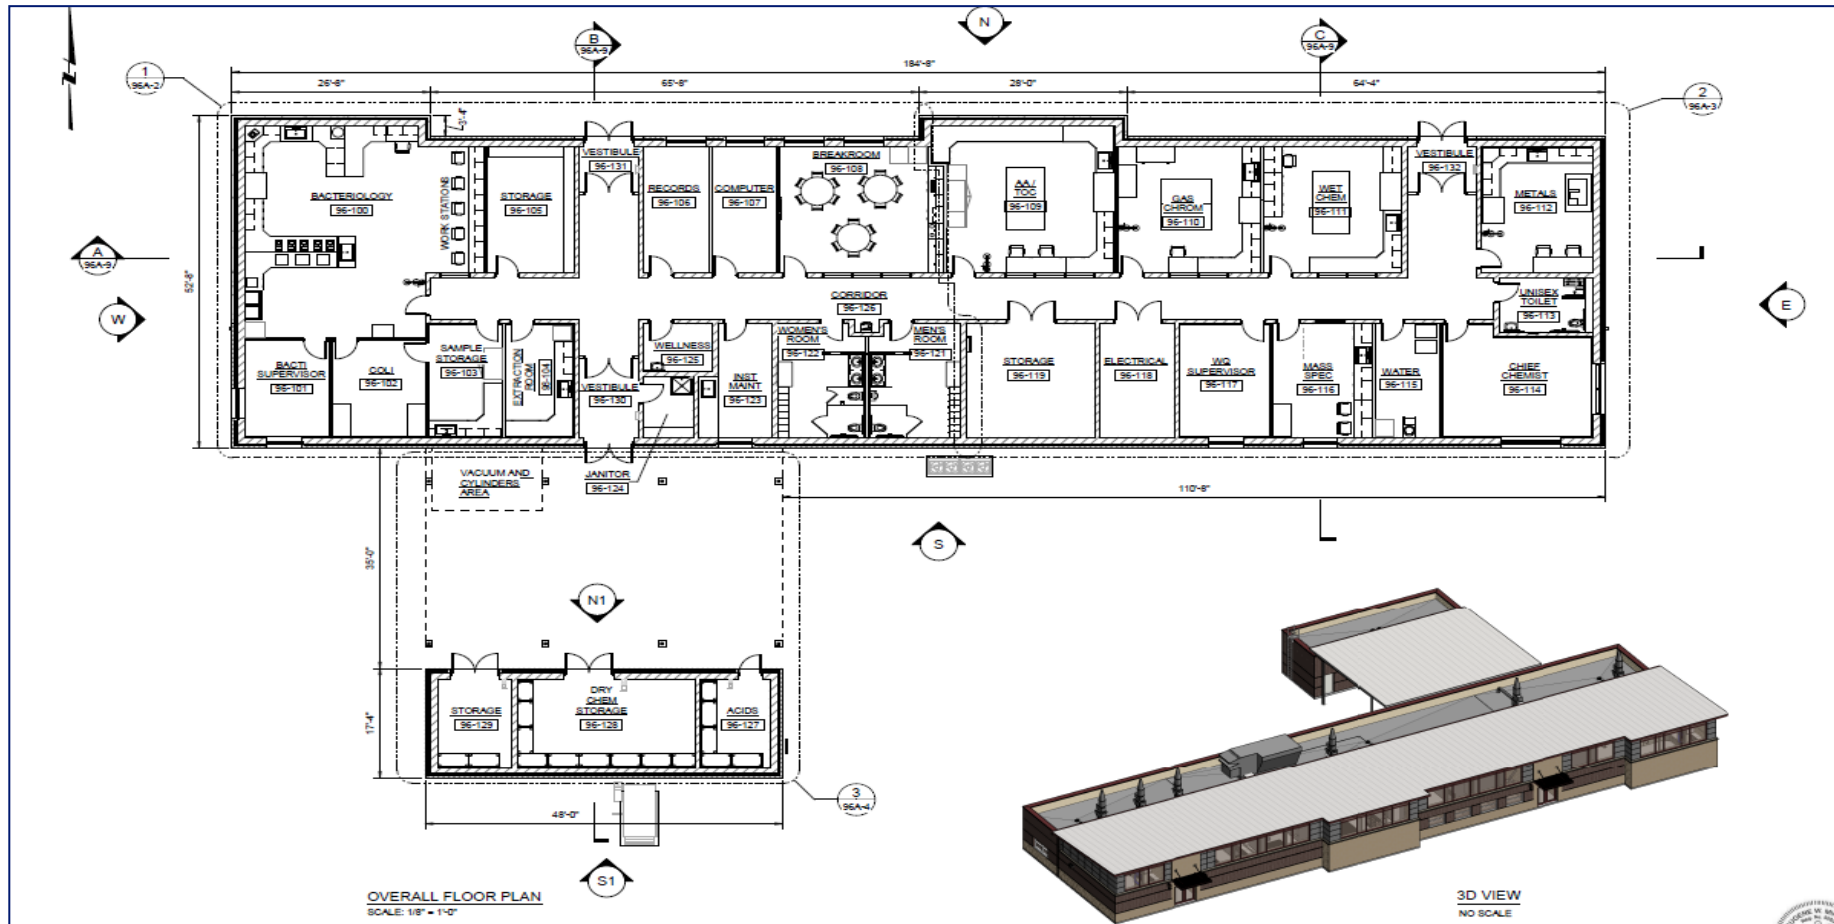 N
B
96A-9
C
96A-9
N
184'-8"
1
96A-2
26'-8"
65'-8"
28'-0"
64'-4"
2
96A-3
3'-4"
VESTIBULE
96-131
BREAKROOM
96-108
VESTIBULE
96-132
BACTERIOLOGY
96-100
WORK STATIONS
STORAGE
96-105
RECORDS
96-106
COMPUTER
96-107
AA/
TOC
96-109
GAS
CHROM
96-110
WET
CHEM
96-111
METALS
96-112
A
96A-9
52'-8"
W
E
CORRIDOR
96-126
UNISEX
TOILET
96-113
BACTI
SUPERVISOR
96-101
COLI
96-102
SAMPLE
STORAGE
96-103
EXTRACTION
ROOM
96-104
VESTIBULE
96-130
WELLNESS
96-125
INST
MAINT
96-123
WOMEN'S
ROOM
96-122
MEN'S
ROOM
96-121
STORAGE
96-119
ELECTRICAL
96-118
WQ
SUPERVISOR
96-117
MASS
SPEC
96-116
WATER
96-115
CHIEF
CHEMIST
96-114
VACUUM AND
CYLINDERS
AREA
JANITOR
96-124
110'-8"
S
35'-0"
N1
17'-4"
STORAGE
96-129
DRY
CHEM
STORAGE
96-128
ACIDS
96-127
3
96A-4
48'-0"
S1
OVERALL FLOOR PLAN
SCALE: 1/8" = 1'-0"
3D VIEW
NO SCALE